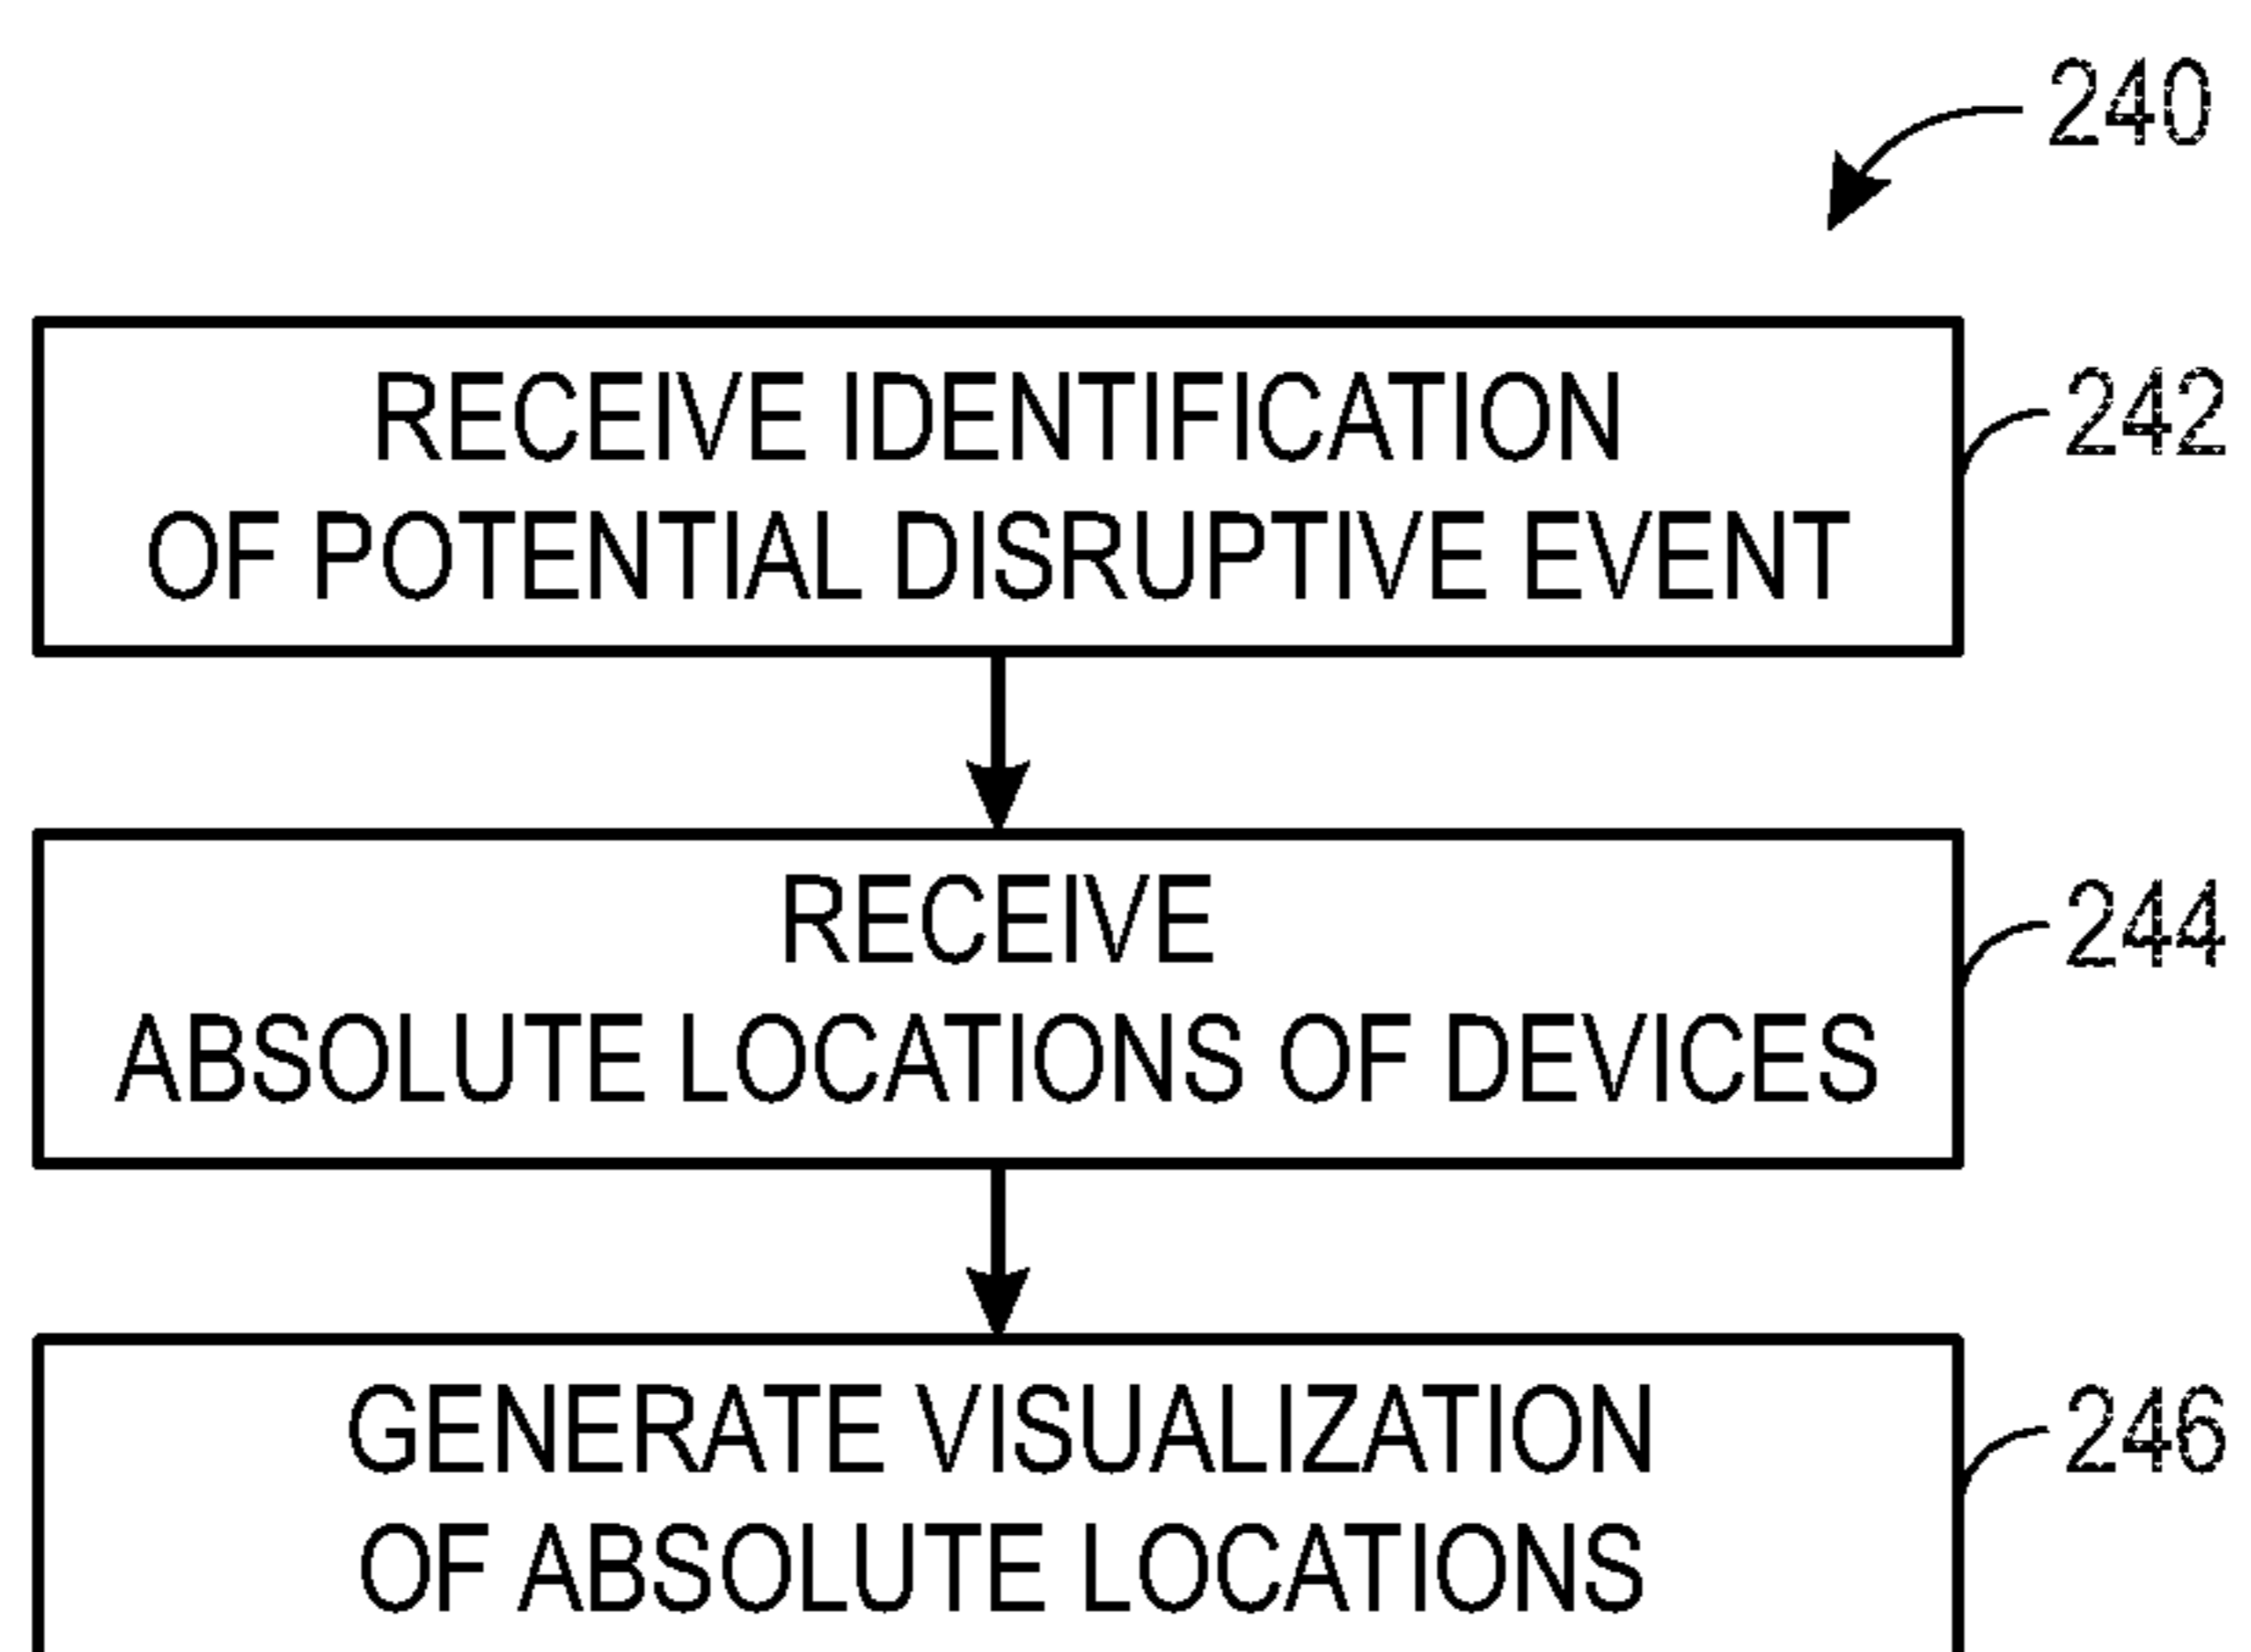 240
RECEIVE IDENTIFICATION
OF POTENTIAL DISRUPTIVE EVENT
242
RECEIVE
ABSOLUTE LOCATIONS OF DEVICES
244
GENERATE VISUALIZATION
OF ABSOLUTE LOCATIONS
246